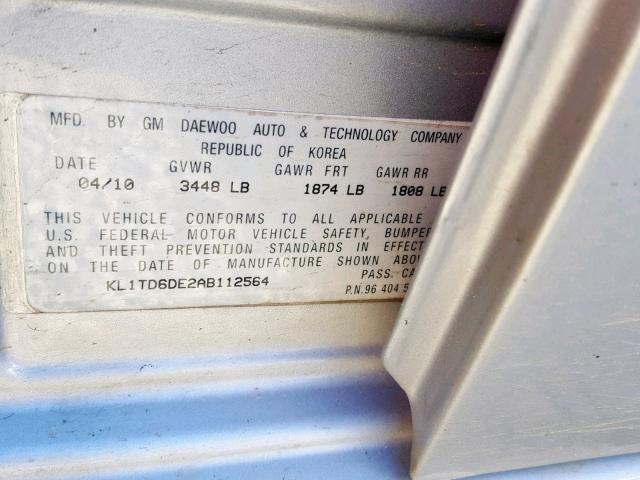 MFD. BY GM DAEWOO AUTO & TECHNOLOGY COMPANY
REPUBLIC OF KOREA
DATE GVWR GAWR FRT GAWR RR
04/10 3448 LB 1874 LB 1808 LB
THIS VEHICLE CONFORMS TO ALL APPLICABLE
U.S. FEDERAL MOTOR VEHICLE SAFETY, BUMPER
AND THEFT PREVENTION STANDARDS IN EFFECT
ON THE DATE OF MANUFACTURE SHOWN
PASS.
KL1TD6DE2AB112564
P.N.96 404